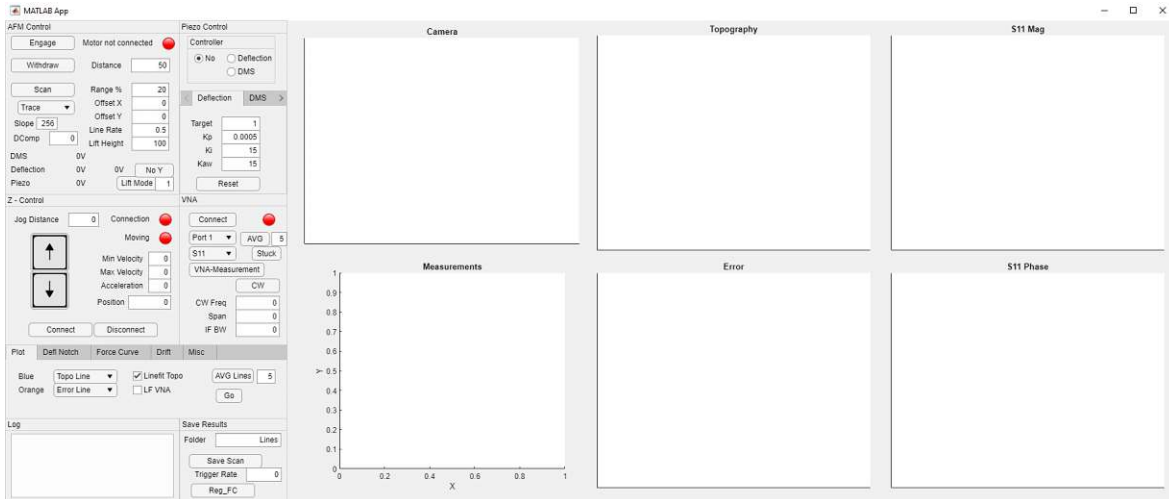 MATLAB App
AFM Control
Engage Motor not connected
Withdraw Distance 50
Scan Range % 20
Trace Offset X 0
Offset Y 0
Slope 256
Line Rate 0.5
DComp 0
Lift Height 100
DMS 0V
Deflection 0V 0V No Y
Piezo 0V Lift Mode 1
Piezo Control
Controller
No Deflection
DMS
Deflection DMS
Target 1
Kp 0.0005
Ki 15
Kaw 15
Reset
Z - Control
Jog Distance 0 Connection
Moving
Min Velocity 0
Max Velocity 0
Acceleration 0
Position 0
Connect Disconnect
VNA
Connect
Port 1 AVG 5
S11 Stuck
VNA-Measurement
CW
CW Freq 0
Span 0
IF BW 0
Plot Defl Notch Force Curve Drift Misc
Blue Topo Line Linefit Topo AVG Lines 5
Orange Error Line LF VNA Go
Log
Save Results
Folder Lines
Save Scan
Trigger Rate 0
Reg_FC
Camera
Topography
S11 Mag
Measurements
1
0.9
0.8
0.7
0.6
0.5
0.4
0.3
0.2
0.1
0
Y
0 0.2 0.4 0.6 0.8 1
X
Error
S11 Phase